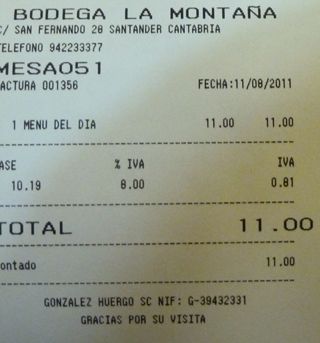 BODEGA LA MONTAÑA
C/ SAN FERNANDO 28 SANTANDER CANTABRIA
TELEFONO 942233377
MESA051
FACTURA 001356 FECHA:11/08/2011
1 MENU DEL DIA 11.00 11.00
BASE % IVA IVA
10.19 8.00 0.81
TOTAL 11.00
Contado 11.00
GONZALEZ HUERGO SC NIF: G-39432331
GRACIAS POR SU VISITA